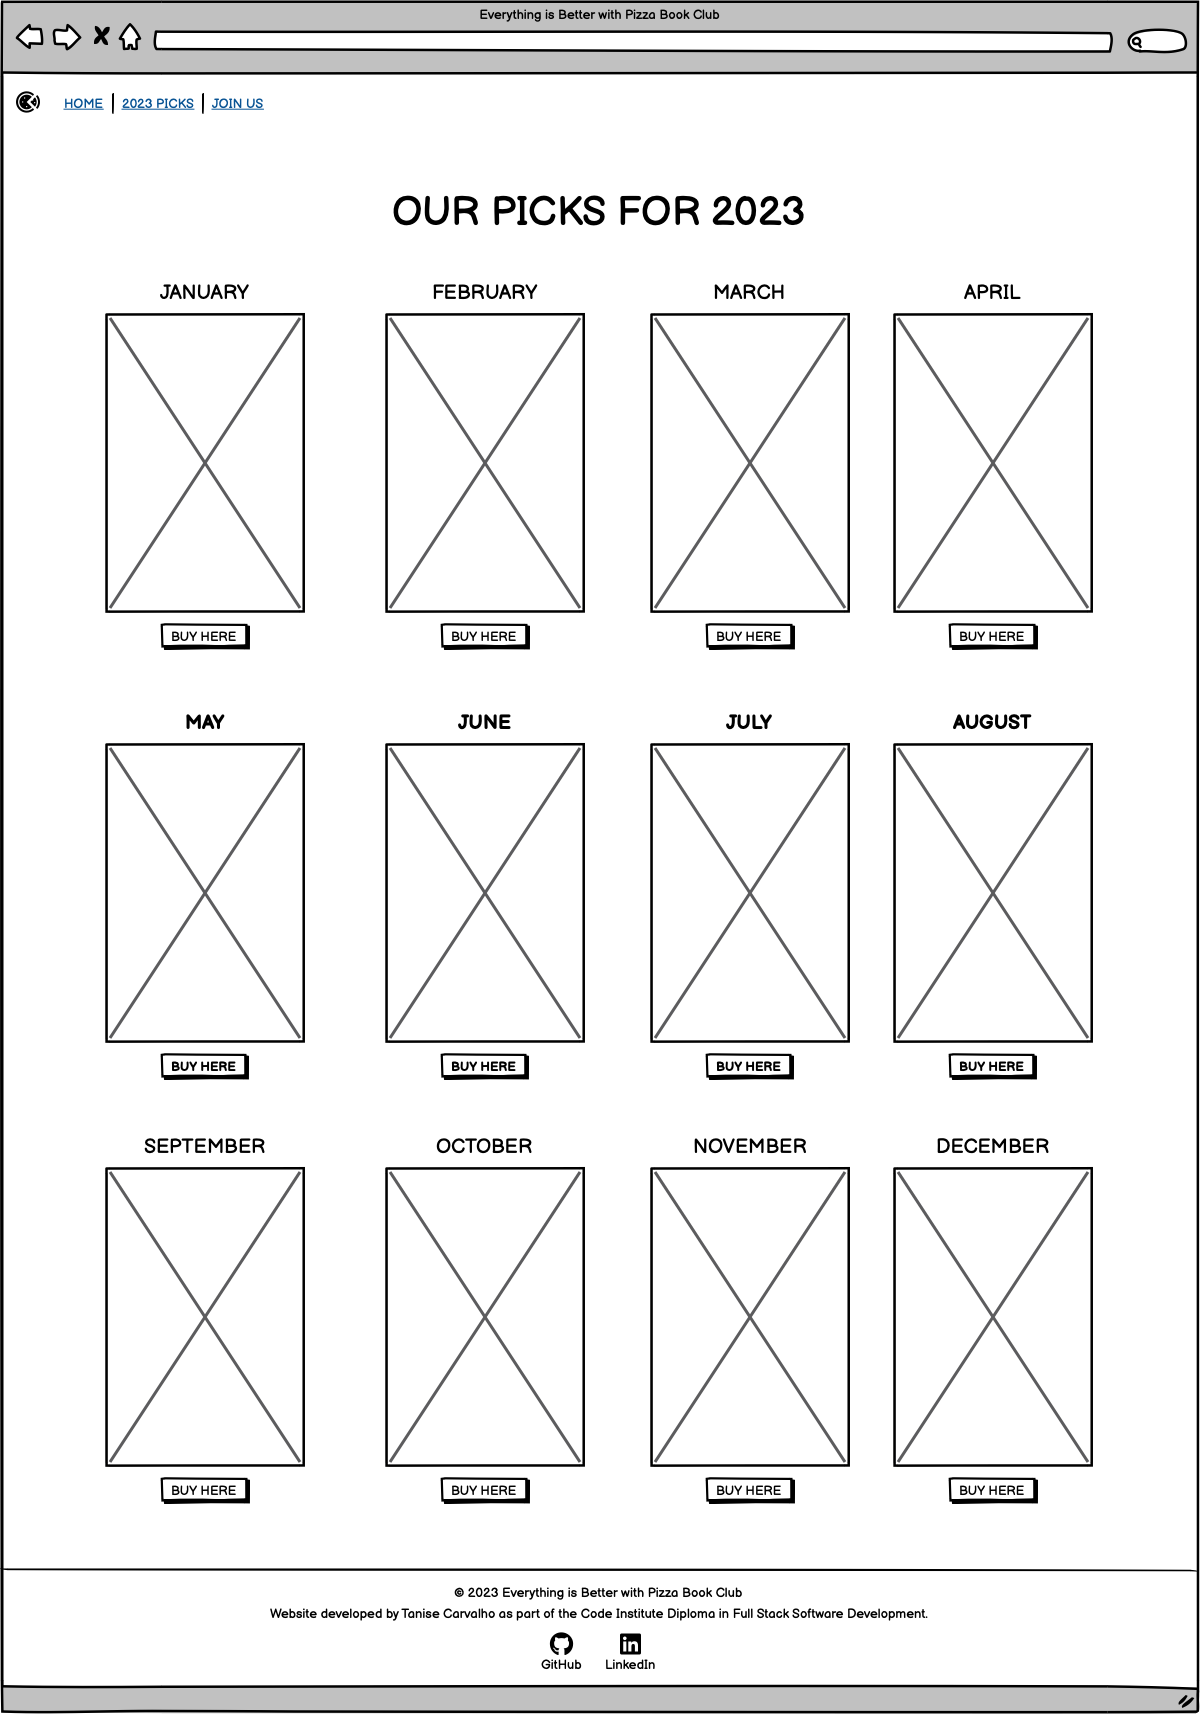 Everything is Better with Pizza Book Club
HOME 2023 PICKS JOIN US
OUR PICKS FOR 2023
JANUARY FEBRUARY MARCH APRIL
BUY HERE BUY HERE BUY HERE BUY HERE
MAY JUNE JULY AUGUST
BUY HERE BUY HERE BUY HERE BUY HERE
SEPTEMBER OCTOBER NOVEMBER DECEMBER
BUY HERE BUY HERE BUY HERE BUY HERE
© 2023 Everything is Better with Pizza Book Club
Website developed by Tanise Carvalho as part of the Code Institute Diploma in Full Stack Software Development.
GitHub LinkedIn